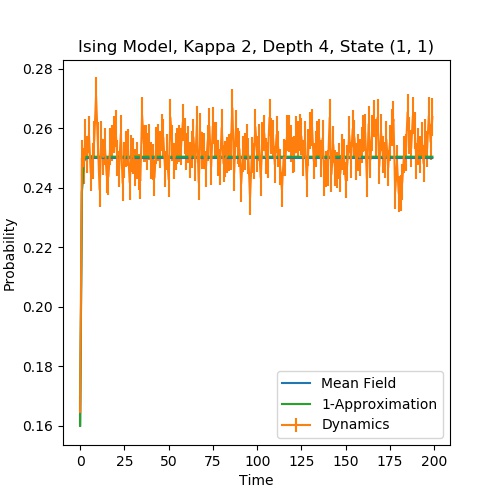 Ising Model, Kappa 2, Depth 4, State (1, 1)
0.28
0.26
0.24
0.22
0.20
0.18
0.16
Probability
Mean Field
1-Approximation
Dynamics
0 25 50 75 100 125 150 175 200
Time